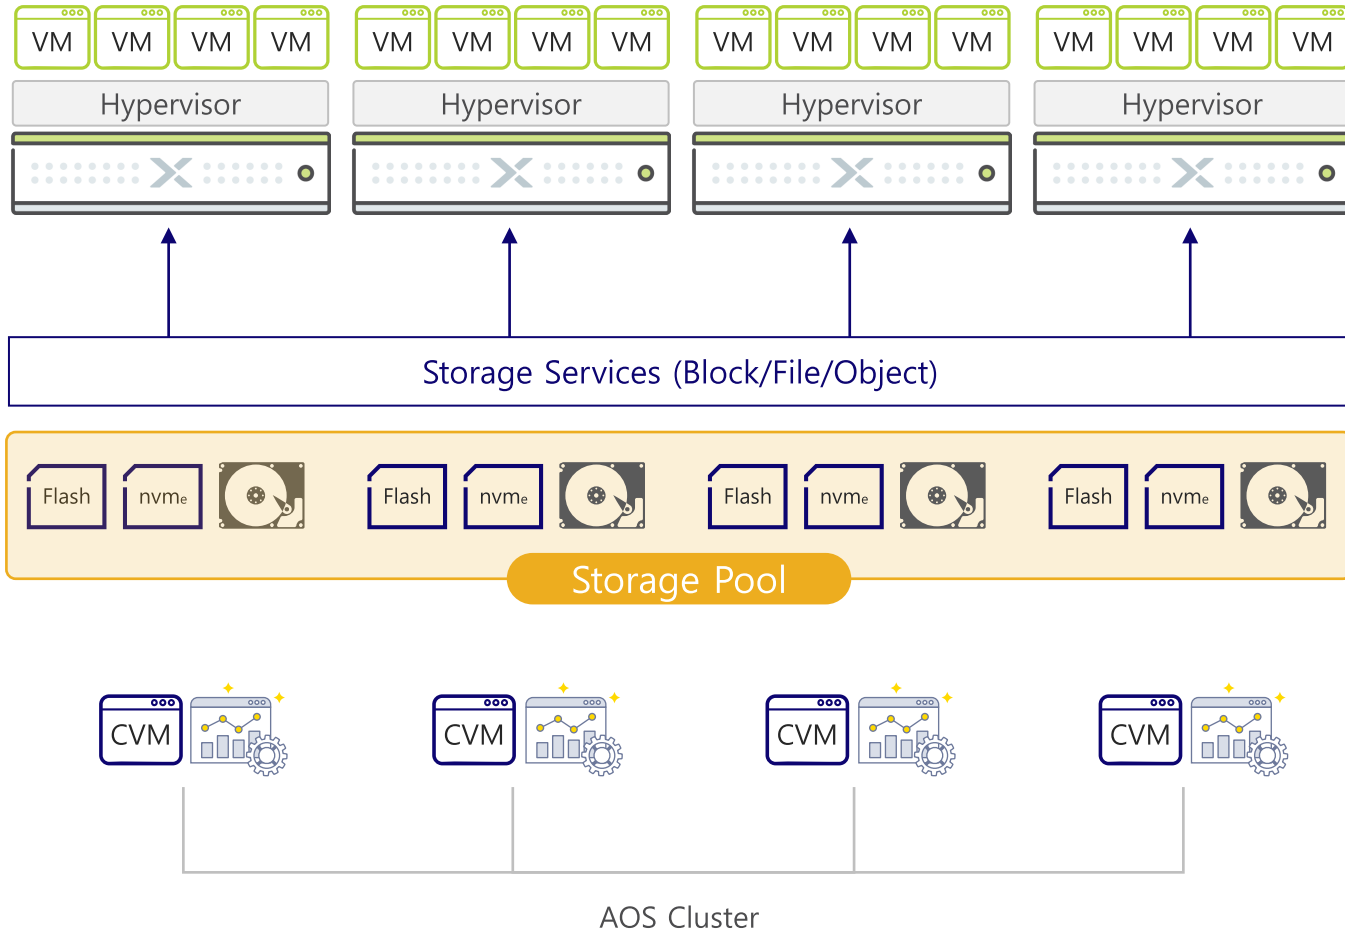 VM VM VM VM VM VM VM VM VM VM VM VM VM VM VM VM
Hypervisor Hypervisor Hypervisor Hypervisor
Storage Services (Block/File/Object)
Flash nvme Flash nvme Flash nvme Flash nvme
Storage Pool
CVM CVM CVM CVM
AOS Cluster